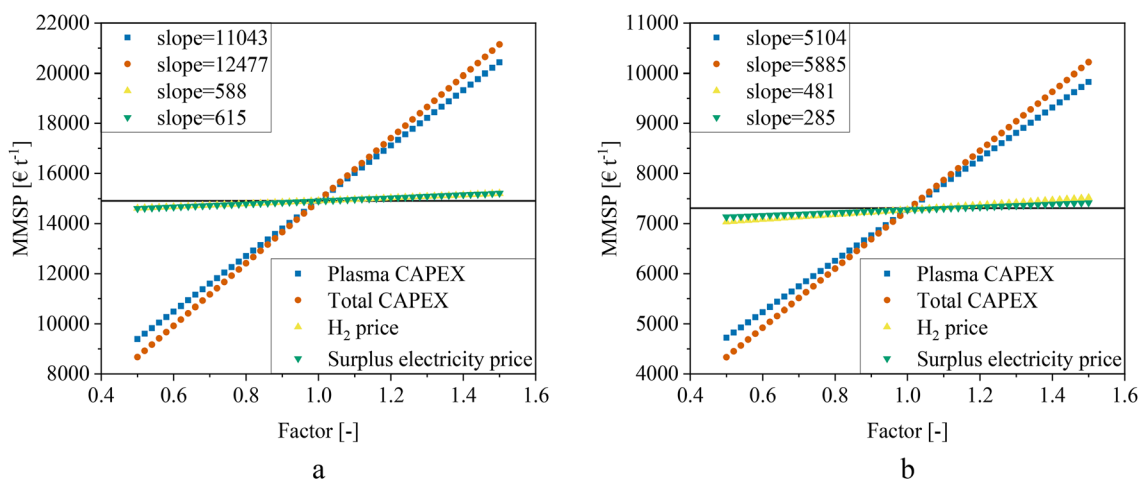 22000
20000
18000
16000
14000
12000
10000
8000
MMSP [€ t⁻¹]
slope=11043
slope=12477
slope=588
slope=615
Plasma CAPEX
Total CAPEX
H₂ price
Surplus electricity price
0.4 0.6 0.8 1.0 1.2 1.4 1.6
Factor [-]
a
11000
10000
9000
8000
7000
6000
5000
4000
MMSP [€ t⁻¹]
slope=5104
slope=5885
slope=481
slope=285
Plasma CAPEX
Total CAPEX
H₂ price
Surplus electricity price
0.4 0.6 0.8 1.0 1.2 1.4 1.6
Factor [-]
b